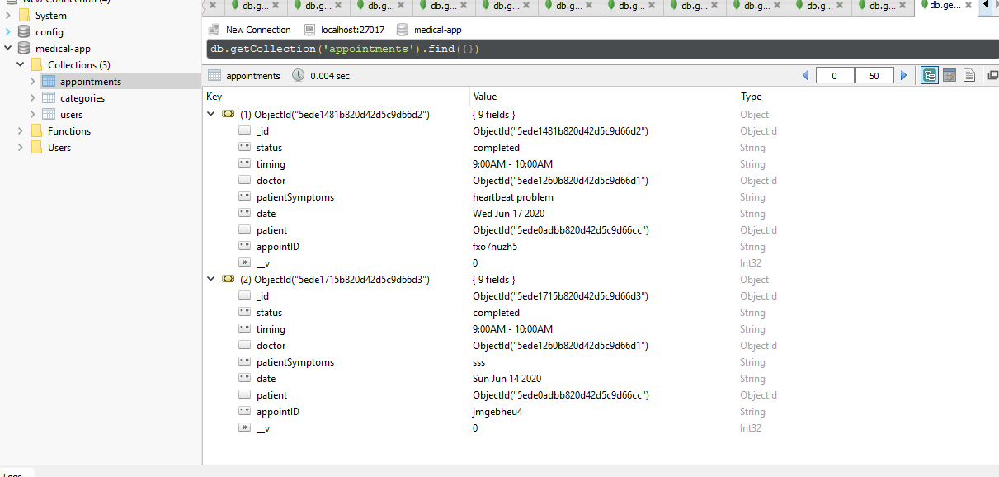 New Connection (4)
db.g... db.g... db.g... db.g... db.g... db.g... db.g... db.g... db.g... db.g... db.g... db.ge...
System
config
medical-app
Collections (3)
appointments
categories
users
Functions
Users
New Connection localhost:27017 medical-app
db.getCollection('appointments').find({})
appointments 0.004 sec. 0 50
Key Value Type
(1) ObjectId("5ede1481b820d42d5c9d66d2") { 9 fields } Object
_id ObjectId("5ede1481b820d42d5c9d66d2") ObjectId
status completed String
timing 9:00AM - 10:00AM String
doctor ObjectId("5ede1260b820d42d5c9d66d1") ObjectId
patientSymptoms heartbeat problem String
date Wed Jun 17 2020 String
patient ObjectId("5ede0adbb820d42d5c9d66cc") ObjectId
appointID fxo7nuzh5 String
__v 0 Int32
(2) ObjectId("5ede1715b820d42d5c9d66d3") { 9 fields } Object
_id ObjectId("5ede1715b820d42d5c9d66d3") ObjectId
status completed String
timing 9:00AM - 10:00AM String
doctor ObjectId("5ede1260b820d42d5c9d66d1") ObjectId
patientSymptoms sss String
date Sun Jun 14 2020 String
patient ObjectId("5ede0adbb820d42d5c9d66cc") ObjectId
appointID jmgebheu4 String
__v 0 Int32
Logs